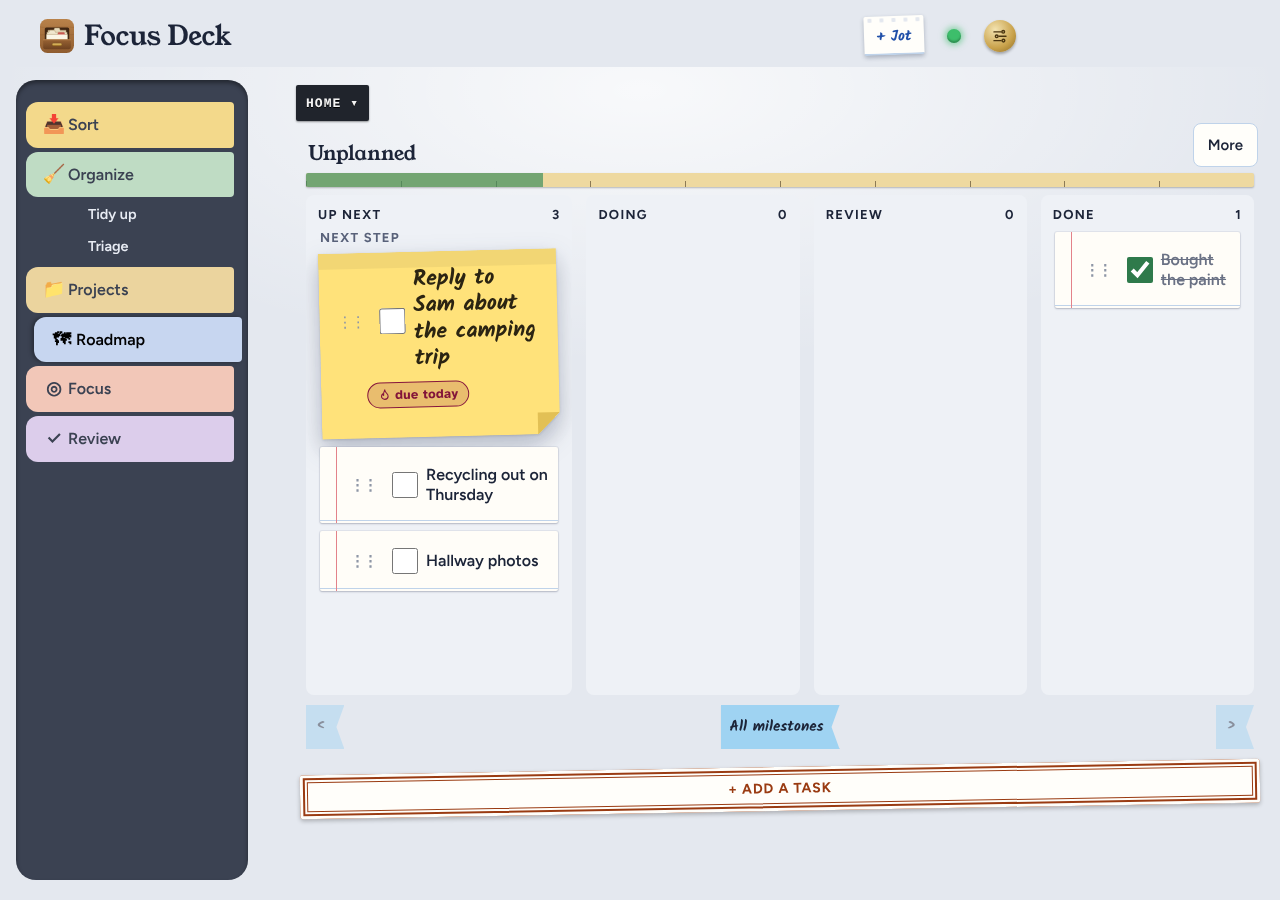 Focus Deck
+ Jot
Sort
Organize
Tidy up
Triage
Projects
Roadmap
Focus
Review
HOME ▾
Unplanned
More
UP NEXT 3
NEXT STEP
Reply to
Sam about
the camping
trip
due today
Recycling out on
Thursday
Hallway photos
DOING 0
REVIEW 0
DONE 1
Bought
the paint
<
All milestones
>
+ ADD A TASK